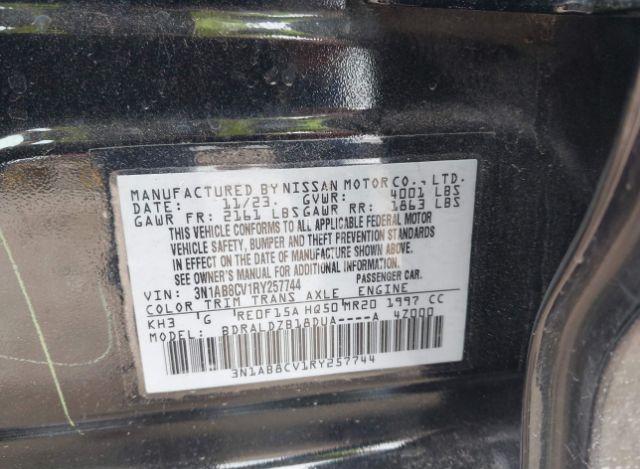 MANUFACTURED BY NISSAN MOTOR CO., LTD.
DATE: 11/23. GVWR: 4001 LBS
GAWR FR: 2161 LBS GAWR RR: 1863 LBS
THIS VEHICLE CONFORMS TO ALL APPLICABLE FEDERAL MOTOR
VEHICLE SAFETY, BUMPER AND THEFT PREVENTION STANDARDS
IN EFFECT ON THE DATE OF MANUFACTURE SHOWN ABOVE.
SEE OWNER'S MANUAL FOR ADDITIONAL INFORMATION.
VIN: 3N1AB8CV1RY257744 PASSENGER CAR.
COLOR TRIM TRANS AXLE ENGINE
KH3 G RE0F15A HQ50 MR20 1997 CC
MODEL: BDRALDZB18DUA----A 47000
3N1AB8CV1RY257744